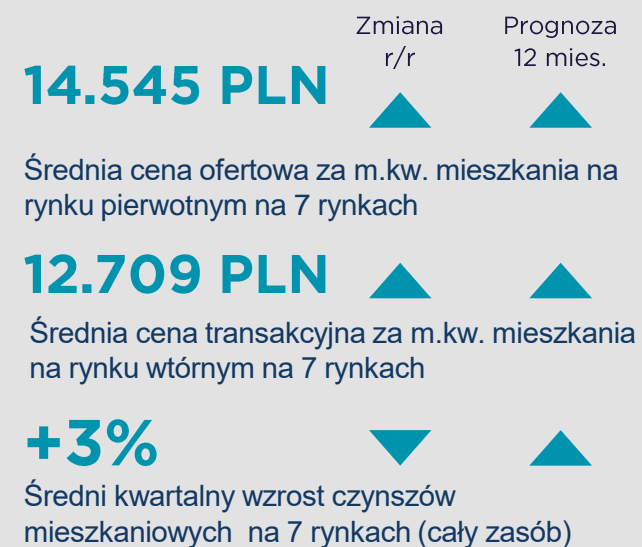 Zmiana r/r
Prognoza 12 mies.
14.545 PLN
Średnia cena ofertowa za m.kw. mieszkania na
rynku pierwotnym na 7 rynkach
12.709 PLN
Średnia cena transakcyjna za m.kw. mieszkania
na rynku wtórnym na 7 rynkach
+3%
Średni kwartalny wzrost czynszów
mieszkaniowych na 7 rynkach (cały zasób)